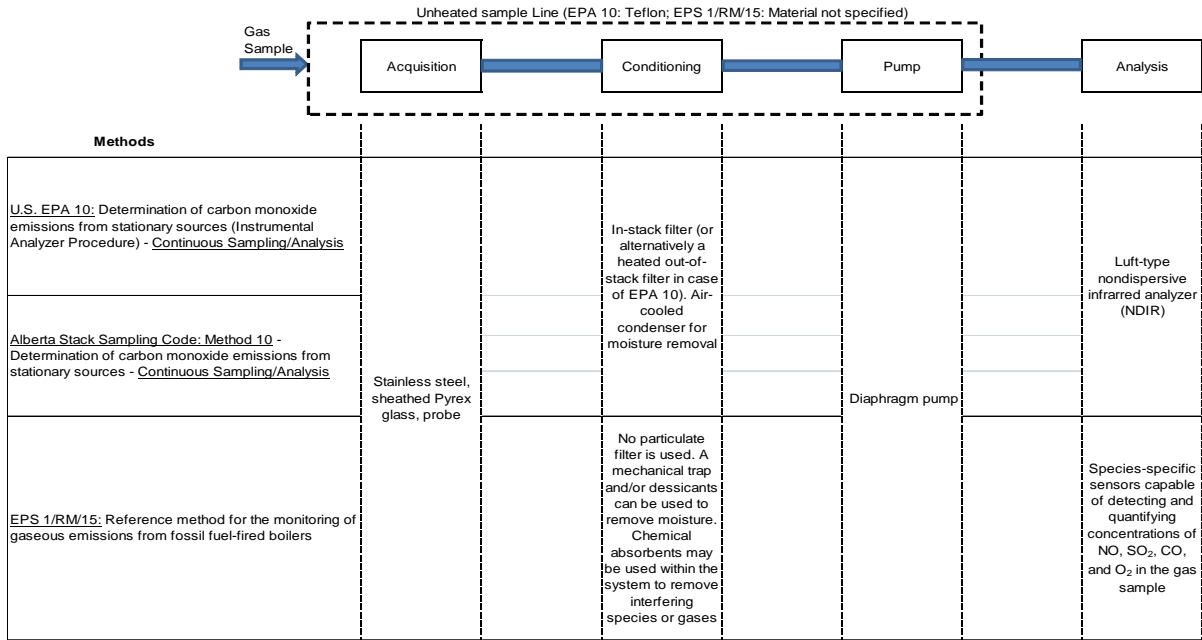 Unheated sample Line (EPA 10: Teflon; EPS 1/RM/15: Material not specified)
Gas
Sample
Acquisition
Conditioning
Pump
Analysis
Methods
U.S. EPA 10: Determination of carbon monoxide
emissions from stationary sources (Instrumental
Analyzer Procedure) - Continuous Sampling/Analysis
Alberta Stack Sampling Code: Method 10 -
Determination of carbon monoxide emissions from
stationary sources - Continuous Sampling/Analysis
EPS 1/RM/15: Reference method for the monitoring of
gaseous emissions from fossil fuel-fired boilers
Stainless steel,
sheathed Pyrex
glass, probe
In-stack filter (or
alternatively a
heated out-of-
stack filter in case
of EPA 10). Air-
cooled
condenser for
moisture removal
No particulate
filter is used. A
mechanical trap
and/or dessicants
can be used to
remove moisture.
Chemical
absorbents may
be used within the
system to remove
interfering
species or gases
Diaphragm pump
Luft-type
nondispersive
infrarred analyzer
(NDIR)
Species-specific
sensors capable
of detecting and
quantifying
concentrations of
NO, SO₂, CO,
and O₂ in the gas
sample